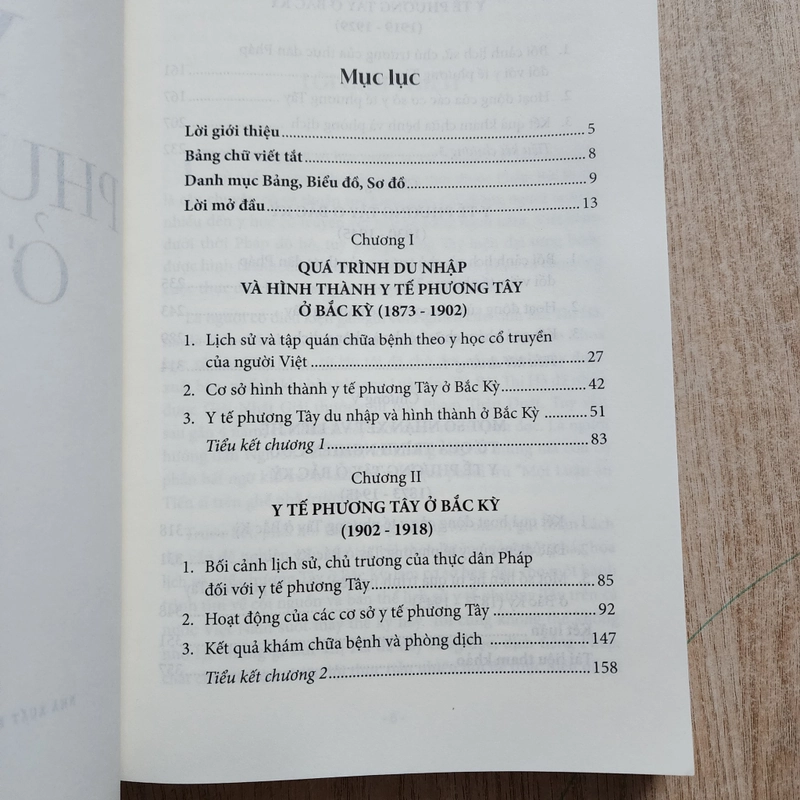 Mục lục
Lời giới thiệu 5
Bảng chữ viết tắt 8
Danh mục Bảng, Biểu đồ, Sơ đồ 9
Lời mở đầu 13
Chương I
QUÁ TRÌNH DU NHẬP
VÀ HÌNH THÀNH Y TẾ PHƯƠNG TÂY
Ở BẮC KỲ (1873 - 1902)
1. Lịch sử và tập quán chữa bệnh theo y học cổ truyền
của người Việt 27
2. Cơ sở hình thành y tế phương Tây ở Bắc Kỳ 42
3. Y tế phương Tây du nhập và hình thành ở Bắc Kỳ 51
Tiểu kết chương 1 83
Chương II
Y TẾ PHƯƠNG TÂY Ở BẮC KỲ
(1902 - 1918)
1. Bối cảnh lịch sử, chủ trương của thực dân Pháp
đối với y tế phương Tây 85
2. Hoạt động của các cơ sở y tế phương Tây 92
3. Kết quả khám chữa bệnh và phòng dịch 147
Tiểu kết chương 2 158